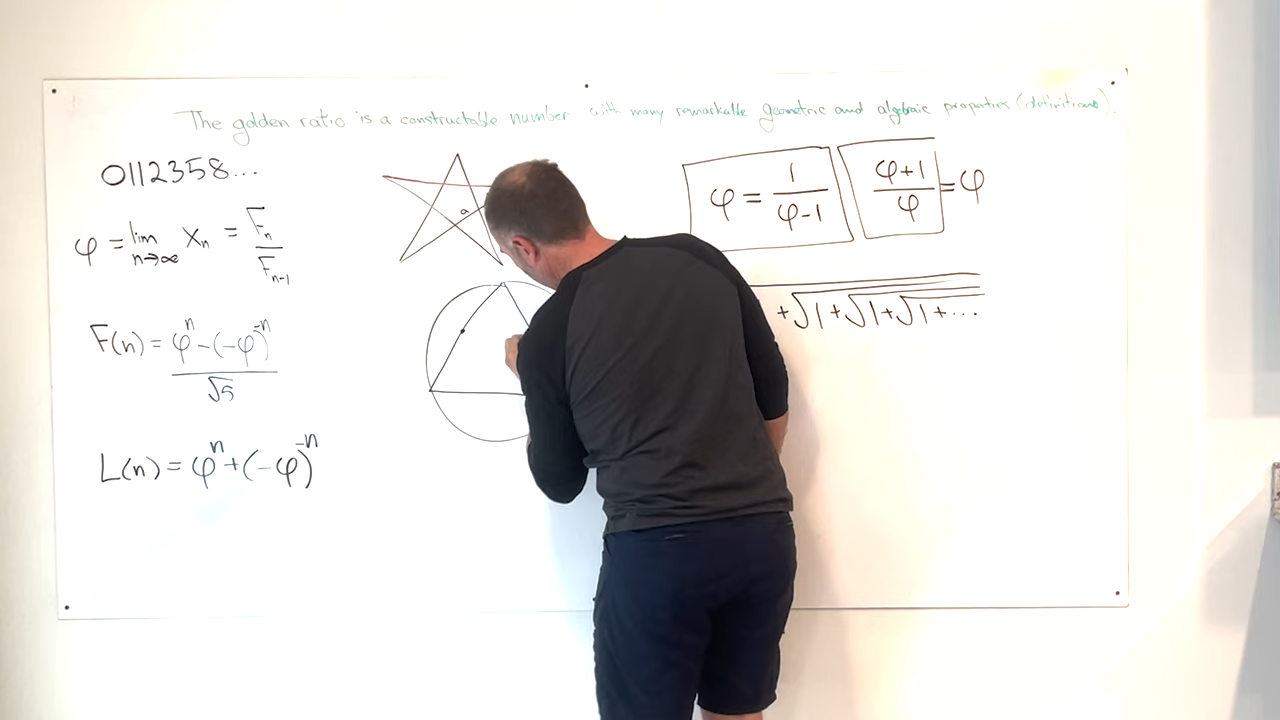 The golden ratio is a constructable number with many remarkable geometric and algebraic properties (definitions).
0112358...
φ = lim n→∞ Xn = Fn / Fn-1
F(n) = φ^n - (-φ)^-n / √5
L(n) = φ^n + (-φ)^-n
a
φ = 1 / φ-1
φ+1 / φ = φ
+√1+√1+√1+...